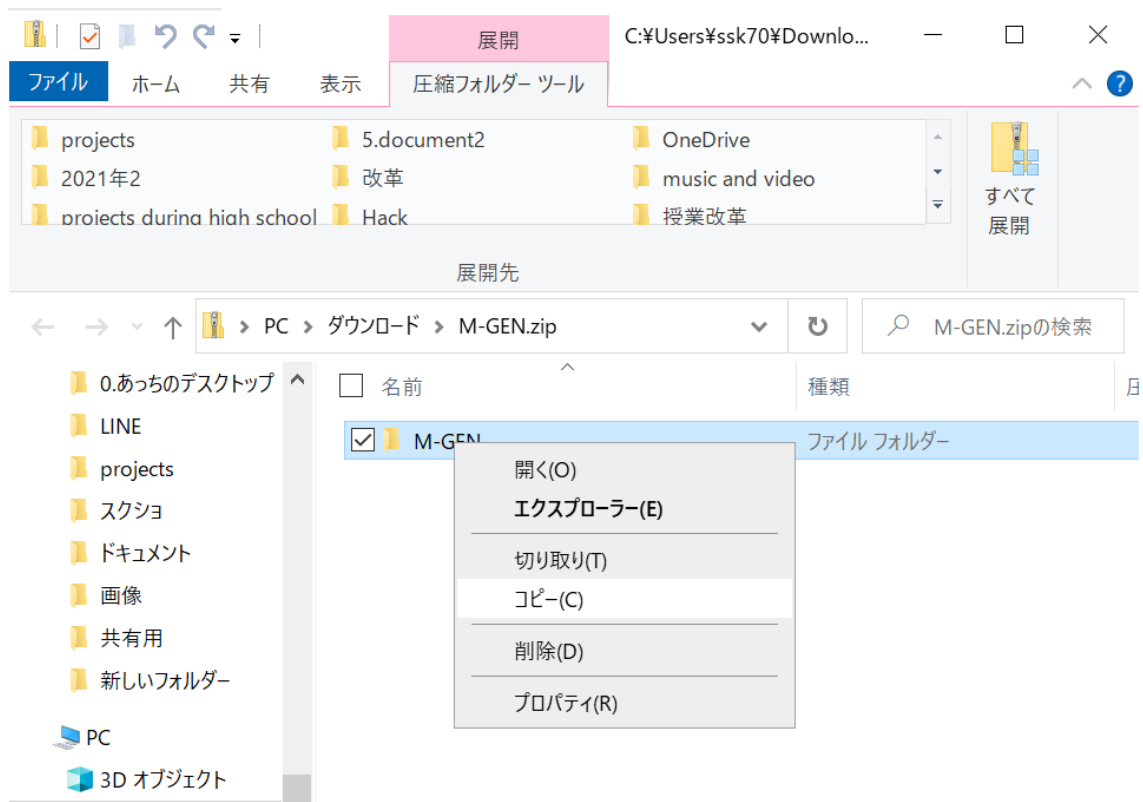 展開
C:¥Users¥ssk70¥Downlo...
ファイル
ホーム
共有
表示
圧縮フォルダー ツール
?
projects
5.document2
OneDrive
2021年2
改革
music and video
projects during high school
Hack
授業改革
すべて
展開
展開先
PC
ダウンロード
M-GEN.zip
M-GEN.zipの検索
0.あっちのデスクトップ
LINE
projects
スクショ
ドキュメント
画像
共有用
新しいフォルダー
PC
3D オブジェクト
名前
種類
圧
M-GEN
ファイル フォルダー
開く(O)
エクスプローラー(E)
切り取り(T)
コピー(C)
削除(D)
プロパティ(R)